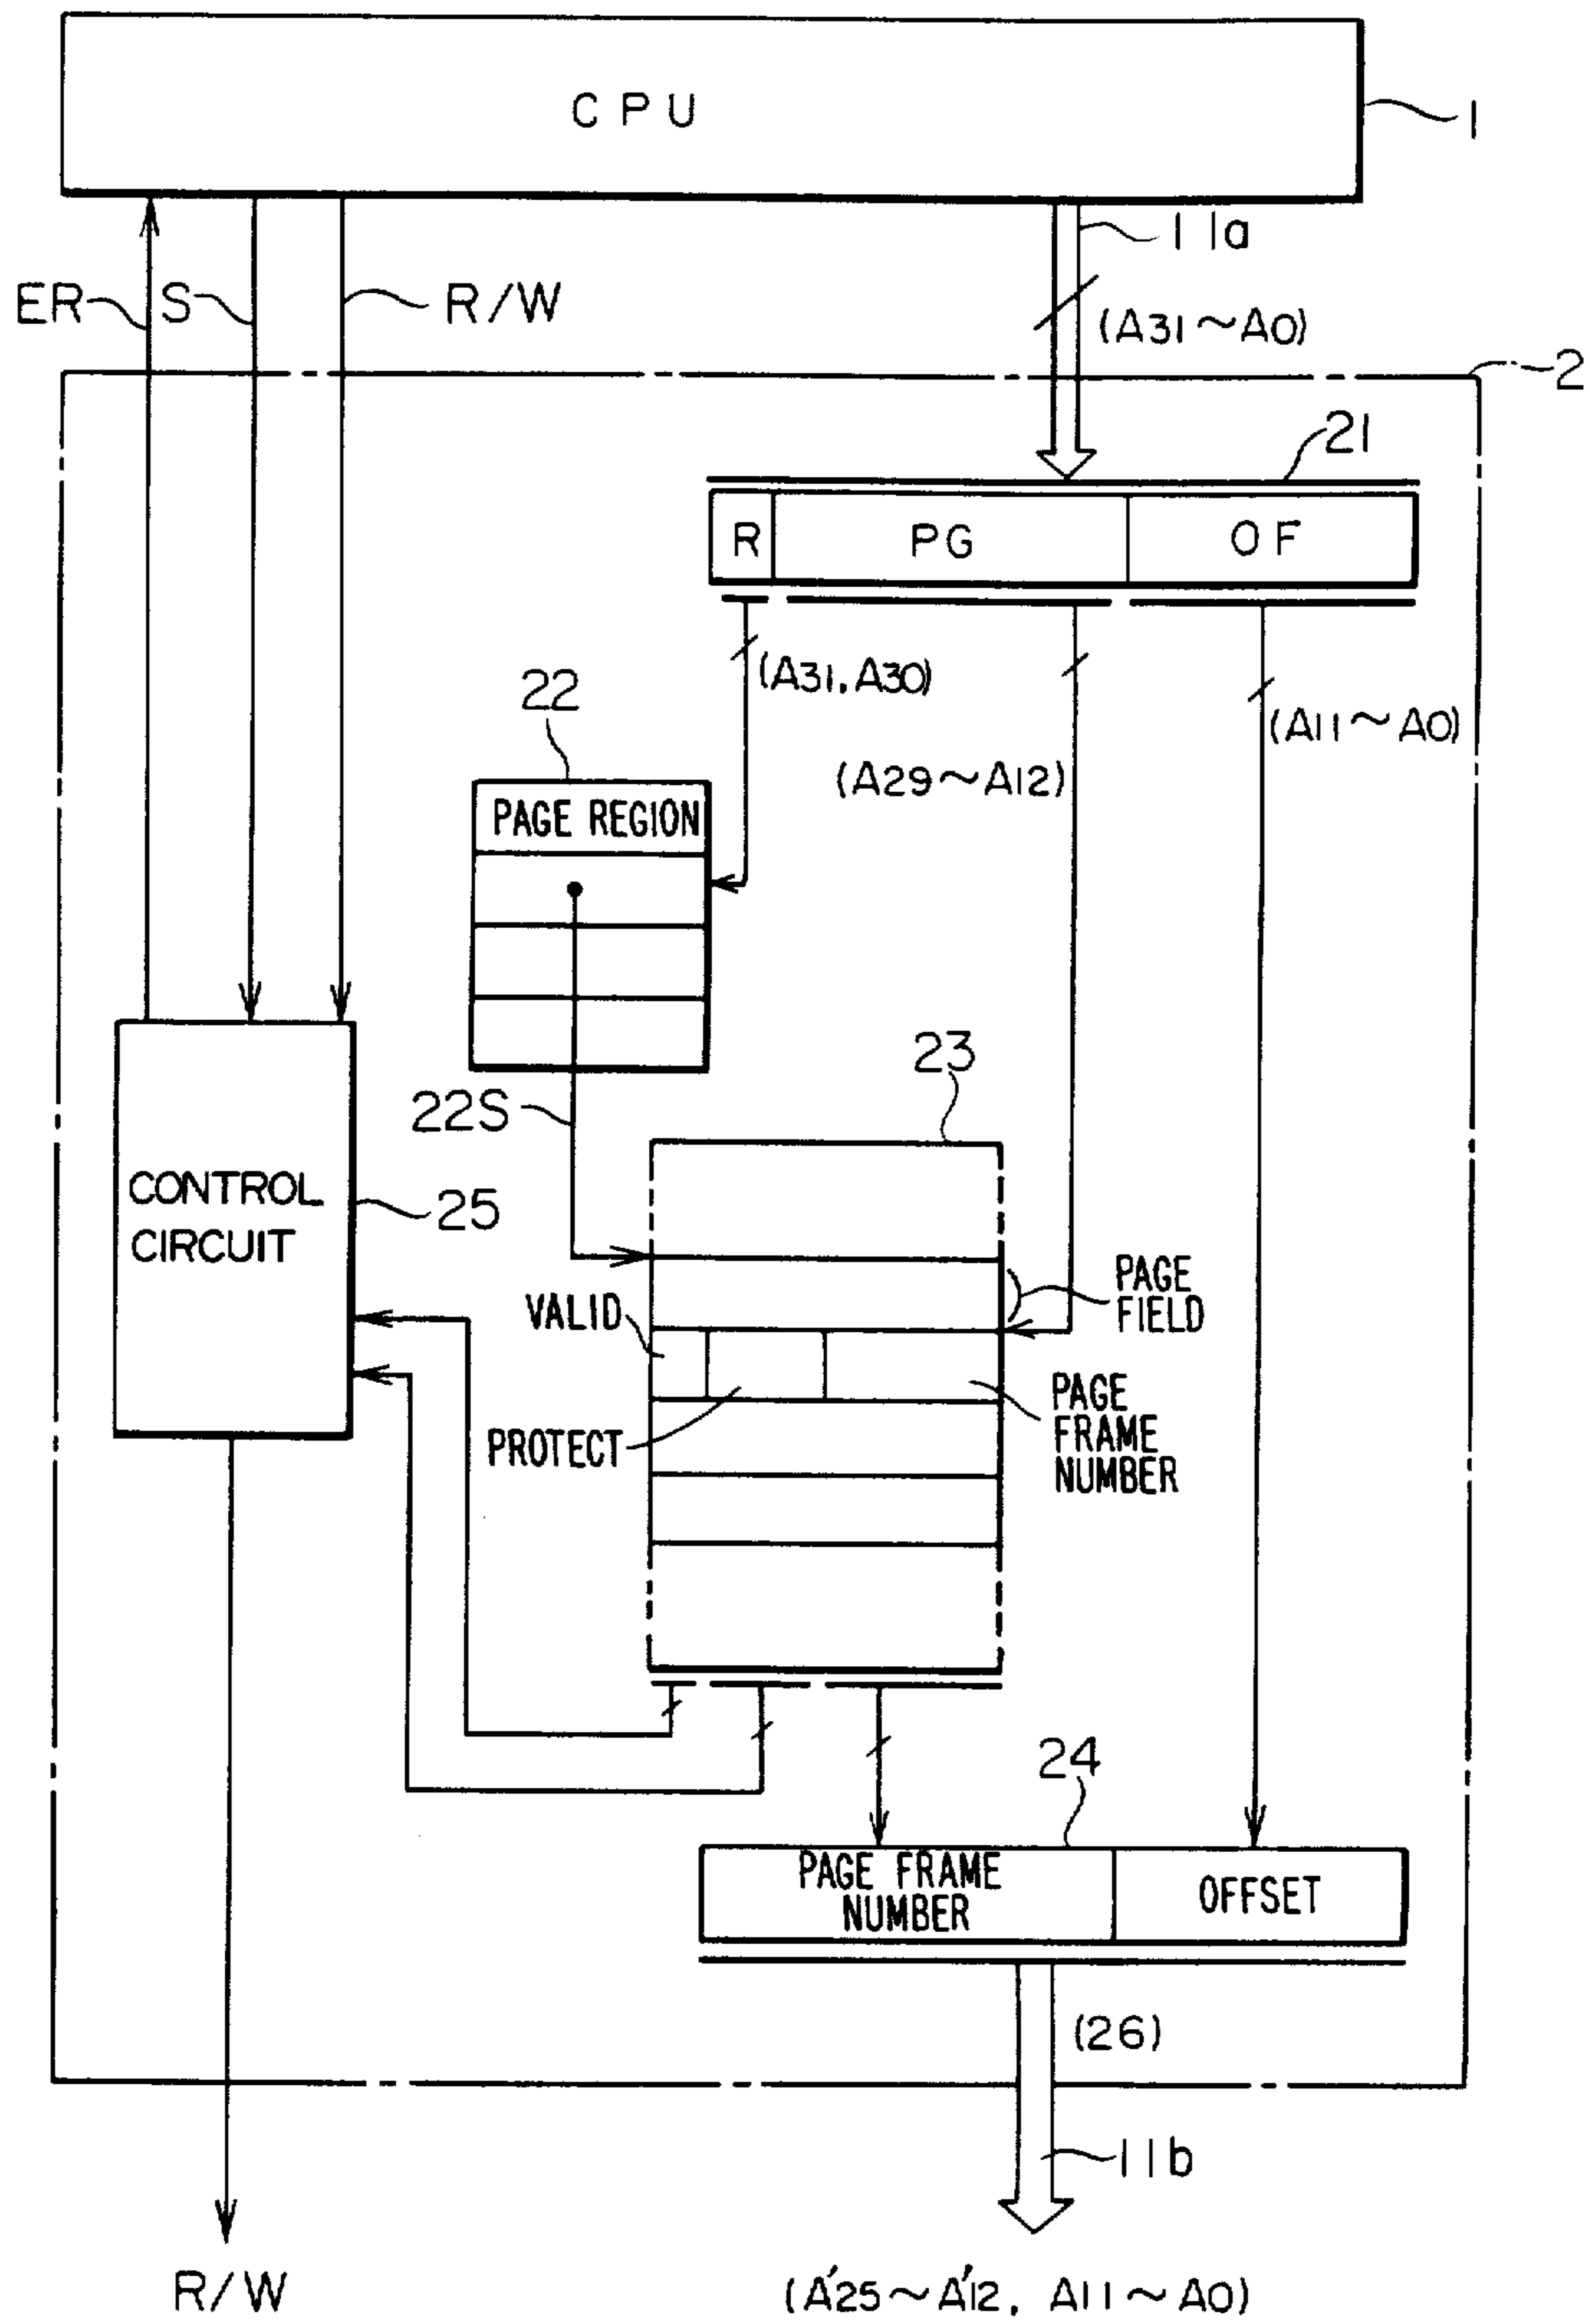 CPU
1
11a
ER
S
R/W
(A31~A0)
2
21
R
PG
OF
(A31, A30)
22
(A11~A0)
(A29~A12)
PAGE REGION
23
22S
CONTROL
CIRCUIT
25
PAGE
FIELD
VALID
PAGE
FRAME
NUMBER
PROTECT
24
PAGE FRAME
NUMBER
OFFSET
(26)
11b
R/W
(A'25~A'12, A11~A0)